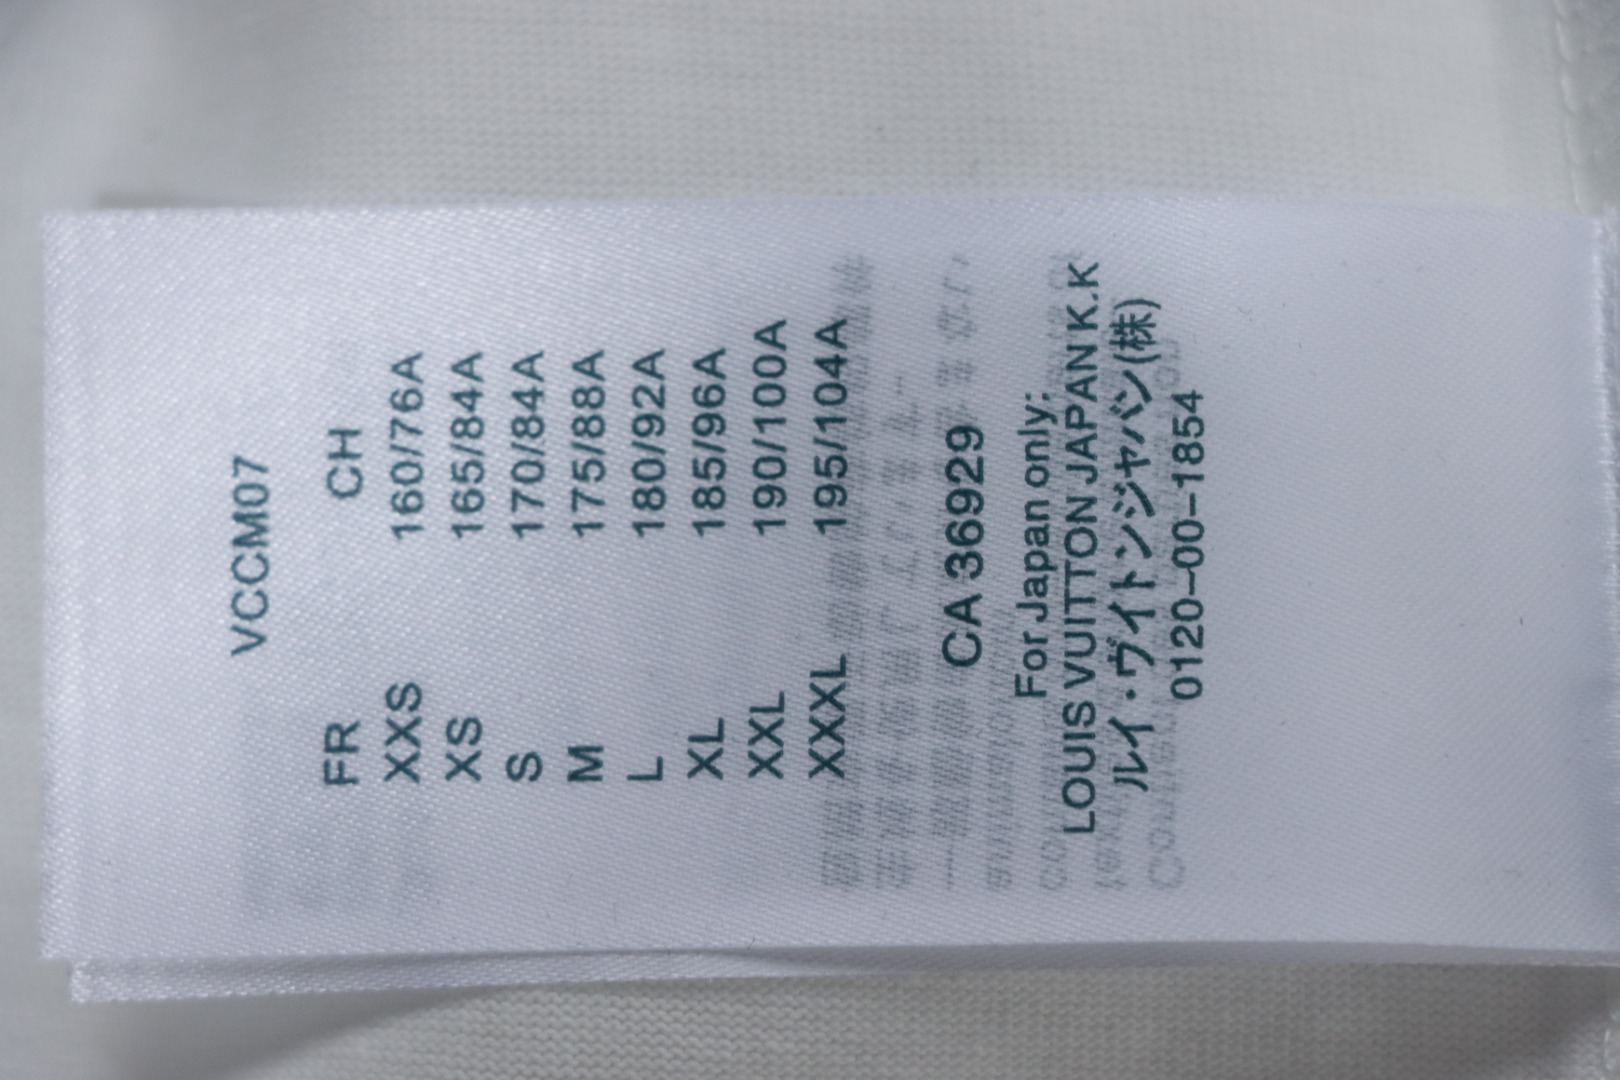 VCCM07
FR CH
XXS 160/76A
XS 165/84A
S 170/84A
M 175/88A
L 180/92A
XL 185/96A
XXL 190/100A
XXXL 195/104A
CA 36929
For Japan only:
LOUIS VUITTON JAPAN K.K
ルイ・ヴィトンジャパン(株)
0120-00-1854